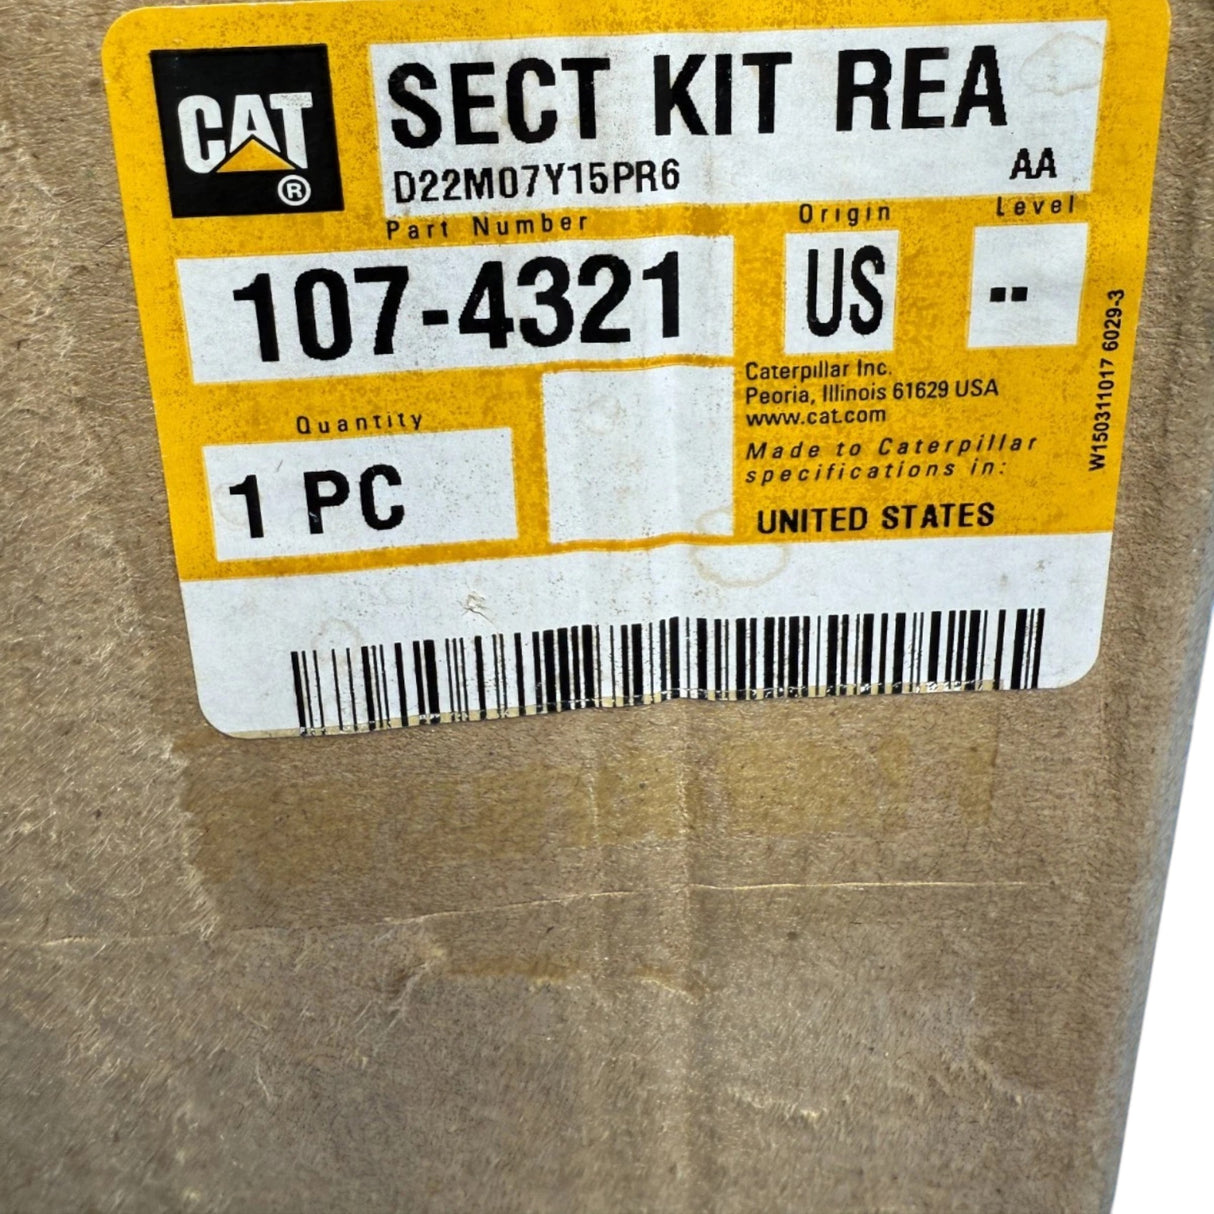 CAT
®
SECT KIT REA
D22M07Y15PR6 AA
Part Number Origin Level
107-4321 US --
Caterpillar Inc.
Peoria, Illinois 61629 USA
www.cat.com
Quantity
1 PC
Made to Caterpillar
specifications in:
UNITED STATES
W150311017 6029-3